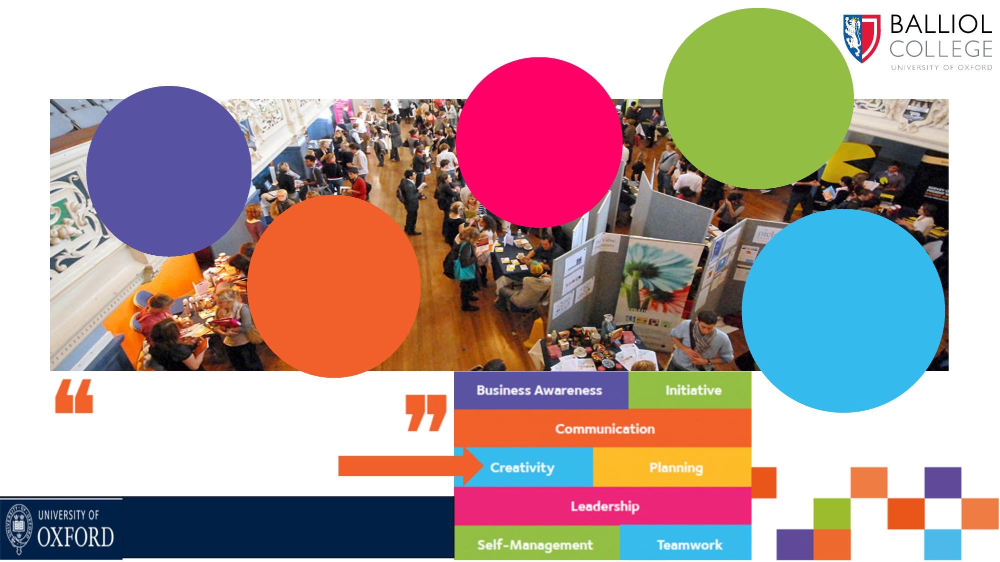 BALLIOL
COLLEGE
UNIVERSITY OF OXFORD
“
”
Business Awareness
Initiative
Communication
Creativity
Planning
Leadership
Self-Management
Teamwork
UNIVERSITY OF
OXFORD